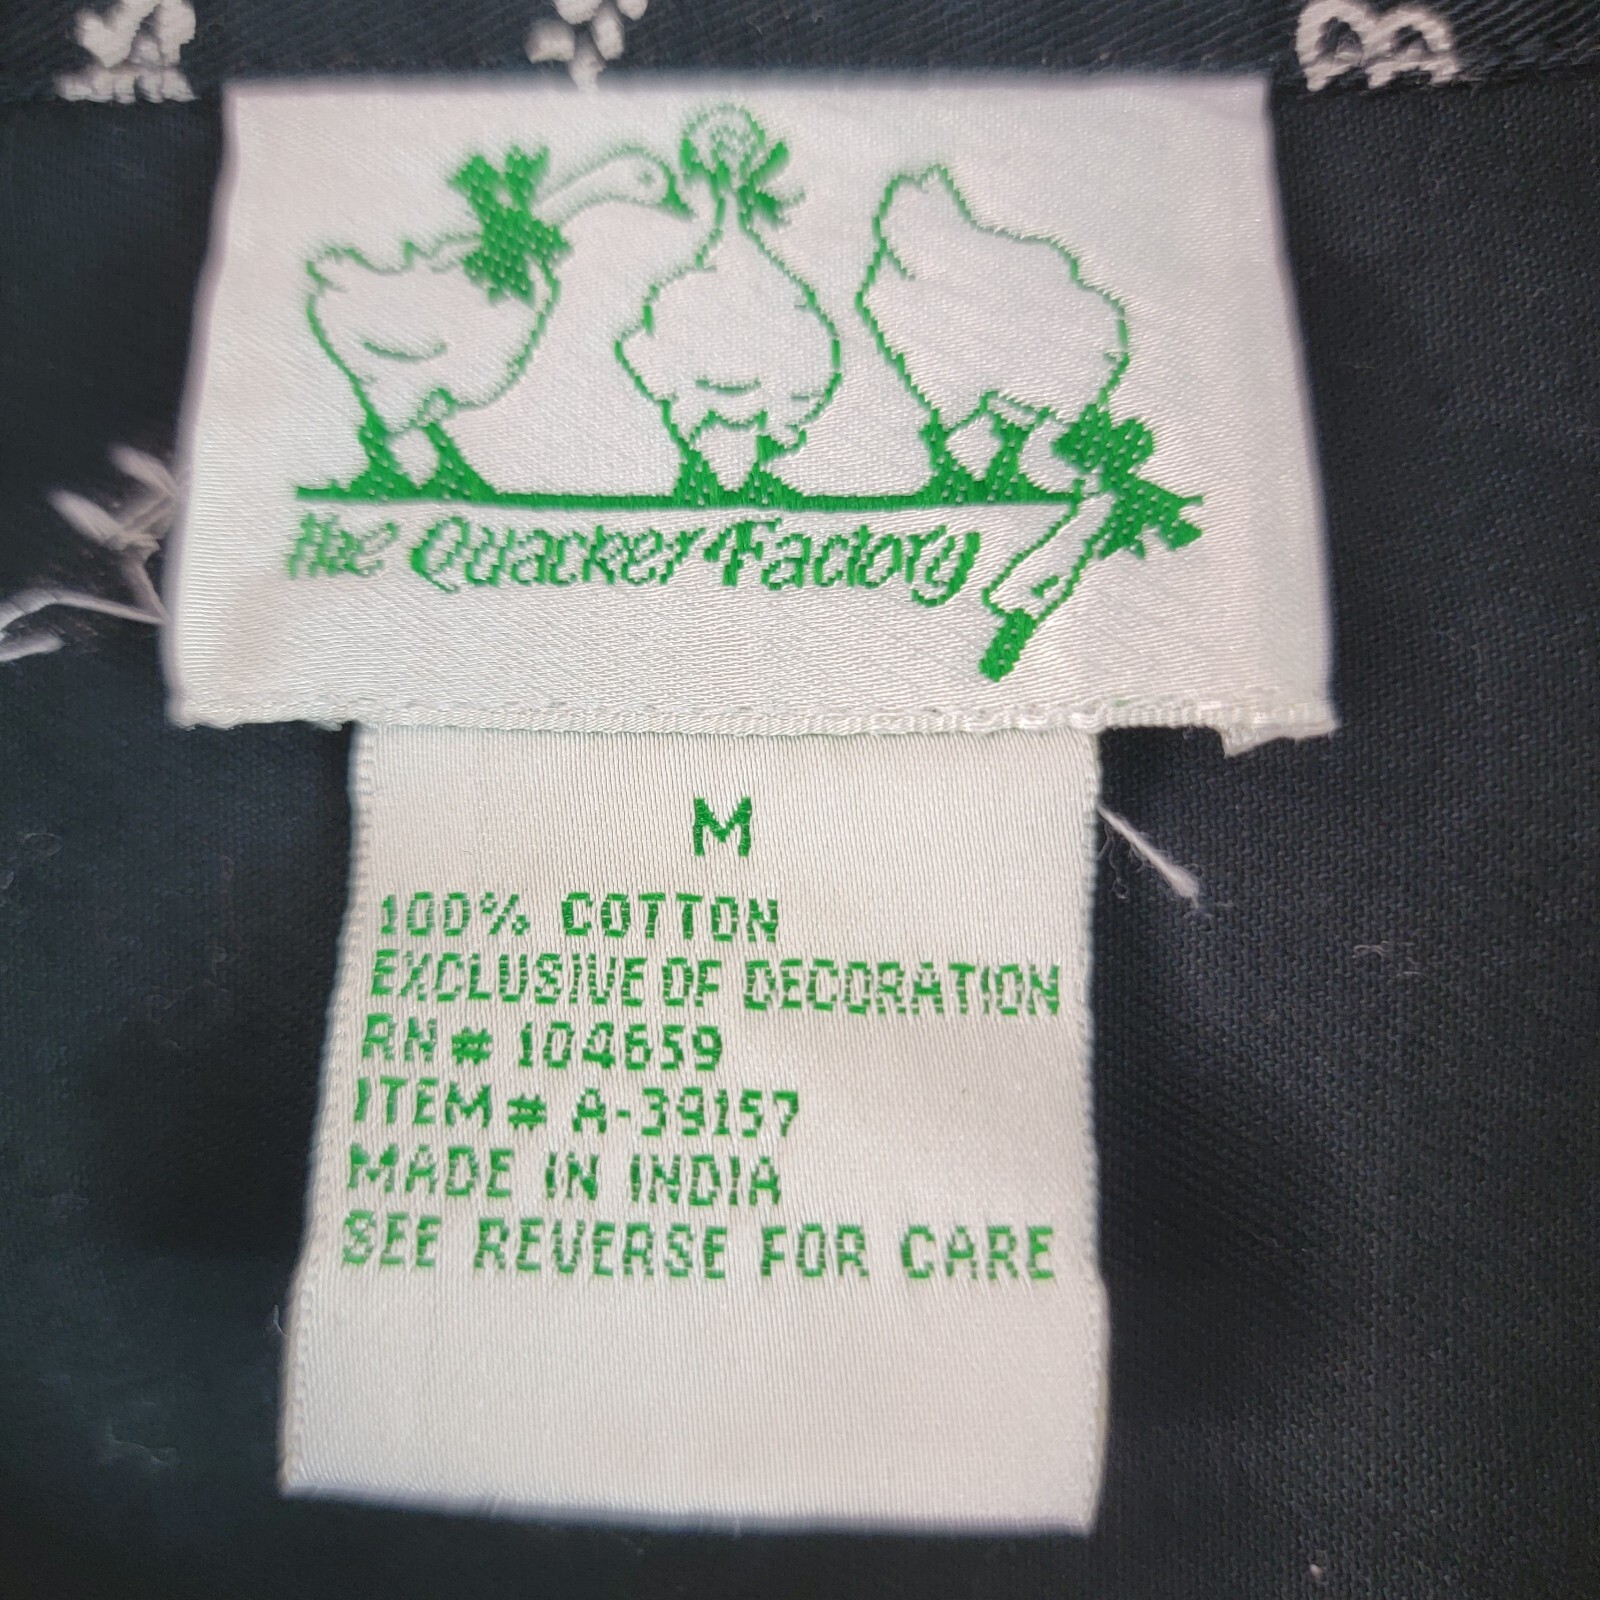 the Quacker Factory
M
100% COTTON
EXCLUSIVE OF DECORATION
RN# 104659
ITEM# A-39157
MADE IN INDIA
SEE REVERSE FOR CARE